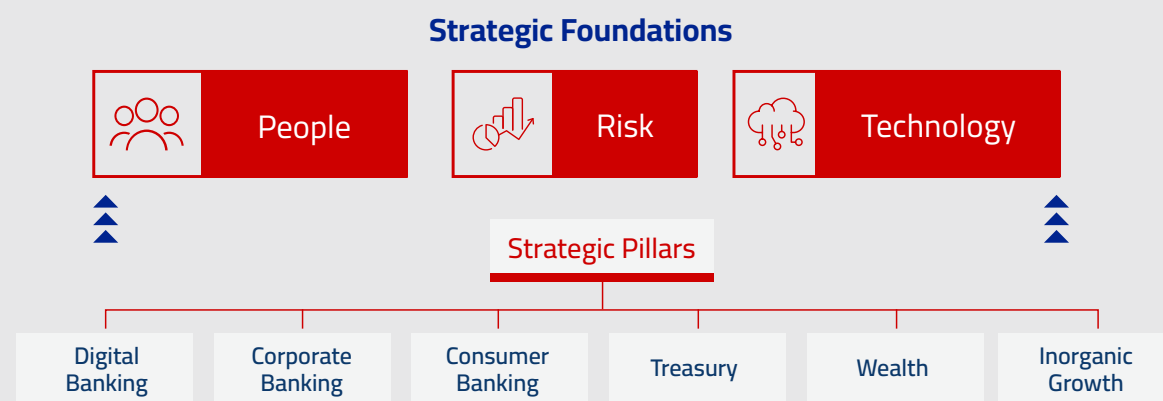 Strategic Foundations
People
Risk
Technology
Strategic Pillars
Digital
Banking
Corporate
Banking
Consumer
Banking
Treasury
Wealth
Inorganic
Growth